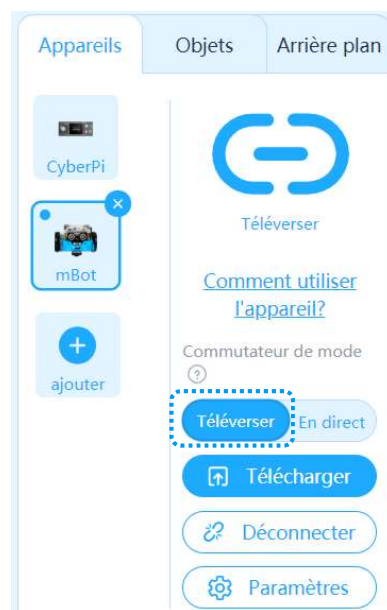 Appareils
Objets
Arrière plan
CyberPi
mBot
ajouter
Téléverser
Comment utiliser
l'appareil?
Commutateur de mode
?
Téléverser
En direct
Télécharger
Déconnecter
Paramètres